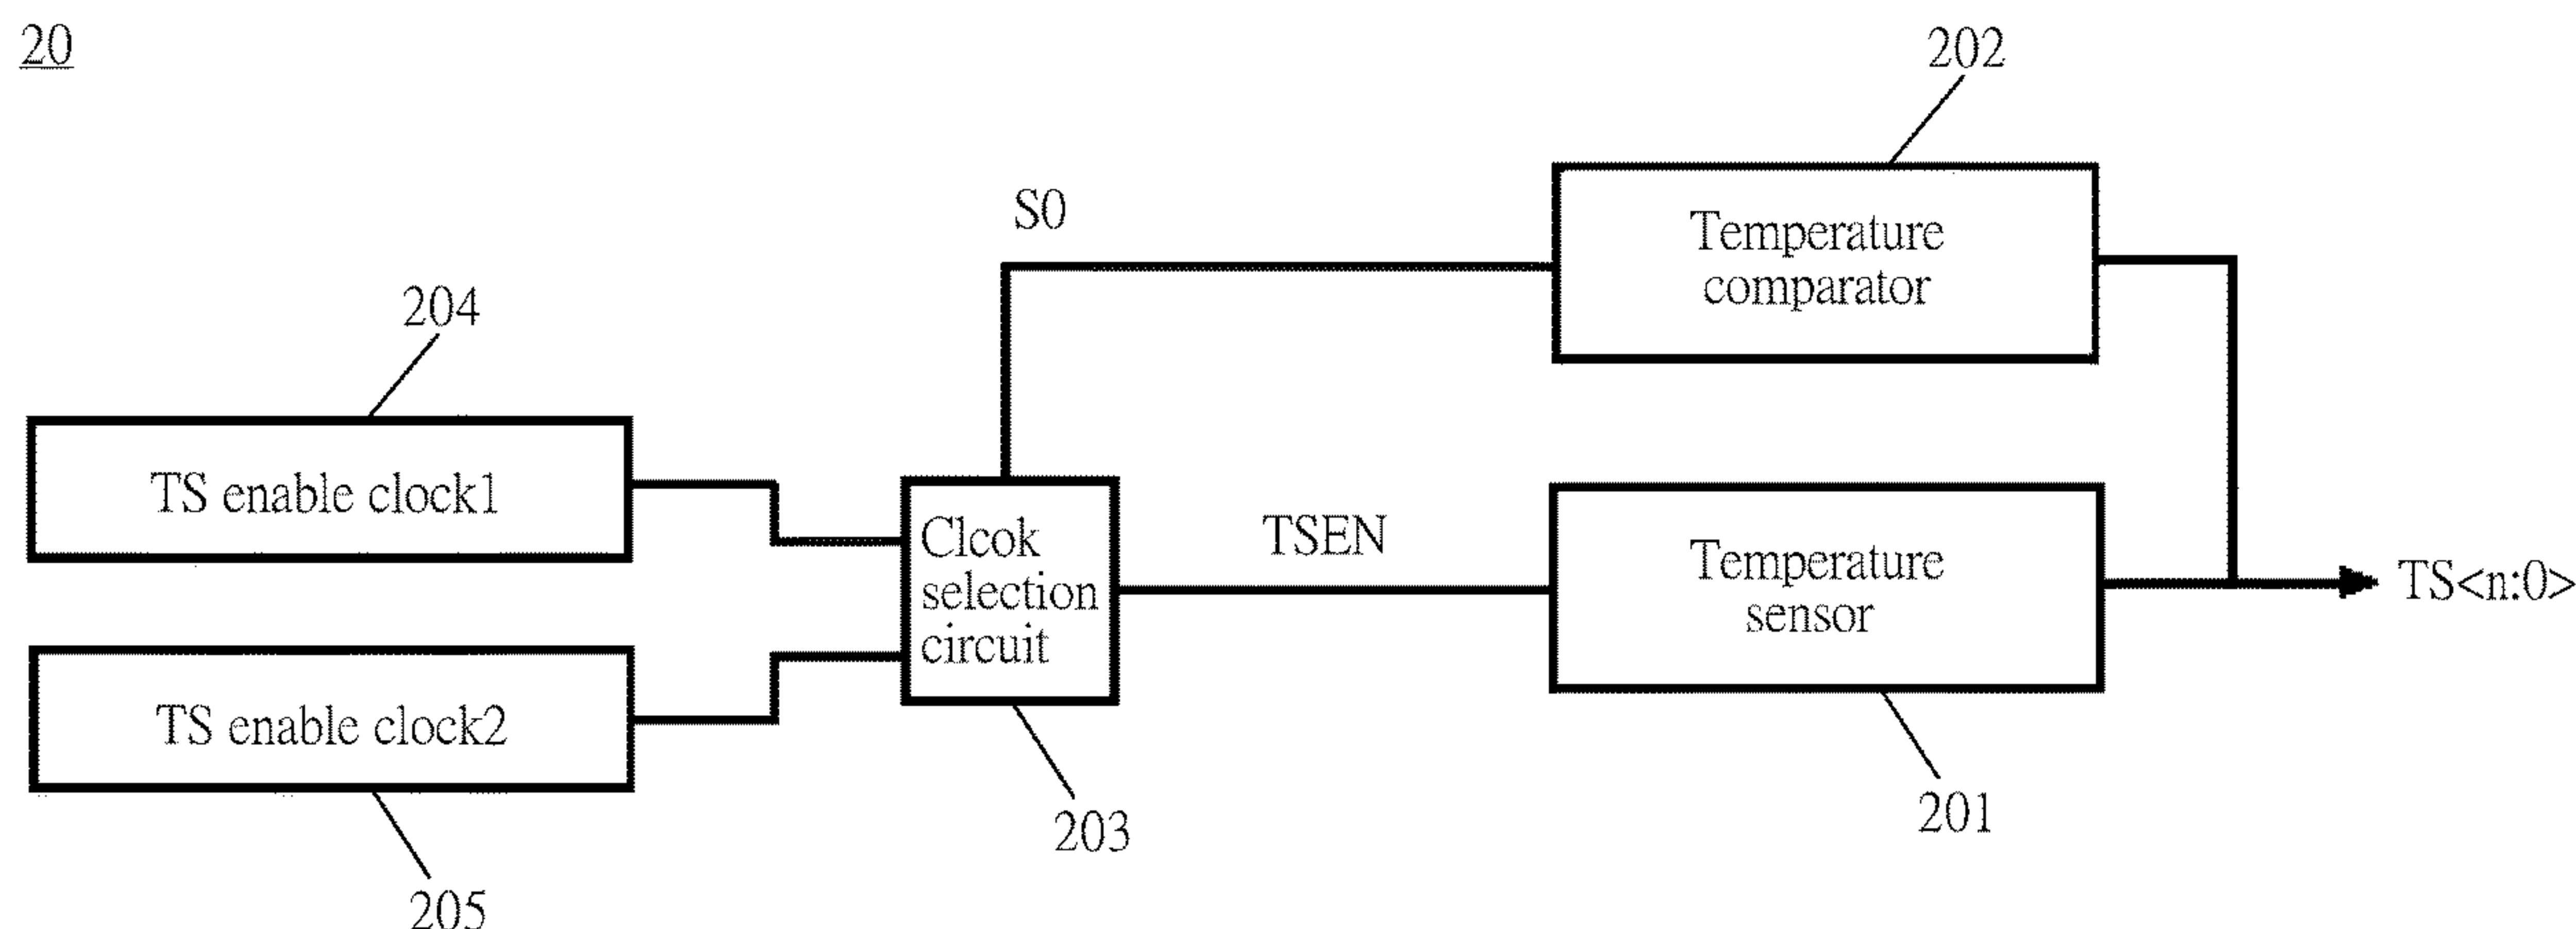 20
202
S0
Temperature
comparator
204
TS enable clock1
Clcok
selection
circuit
TSEN
Temperature
sensor
TS<n:0>
TS enable clock2
203
201
205